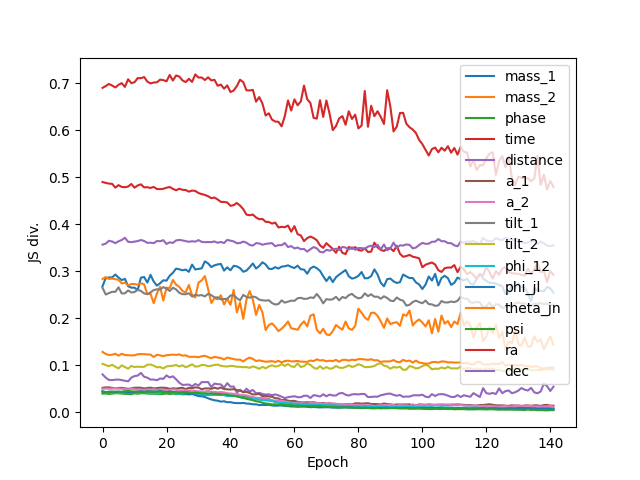 0.7
0.6
0.5
0.4
0.3
0.2
0.1
0.0
JS div.
0 20 40 60 80 100 120 140
Epoch
mass_1
mass_2
phase
time
distance
a_1
a_2
tilt_1
tilt_2
phi_12
phi_jl
theta_jn
psi
ra
dec